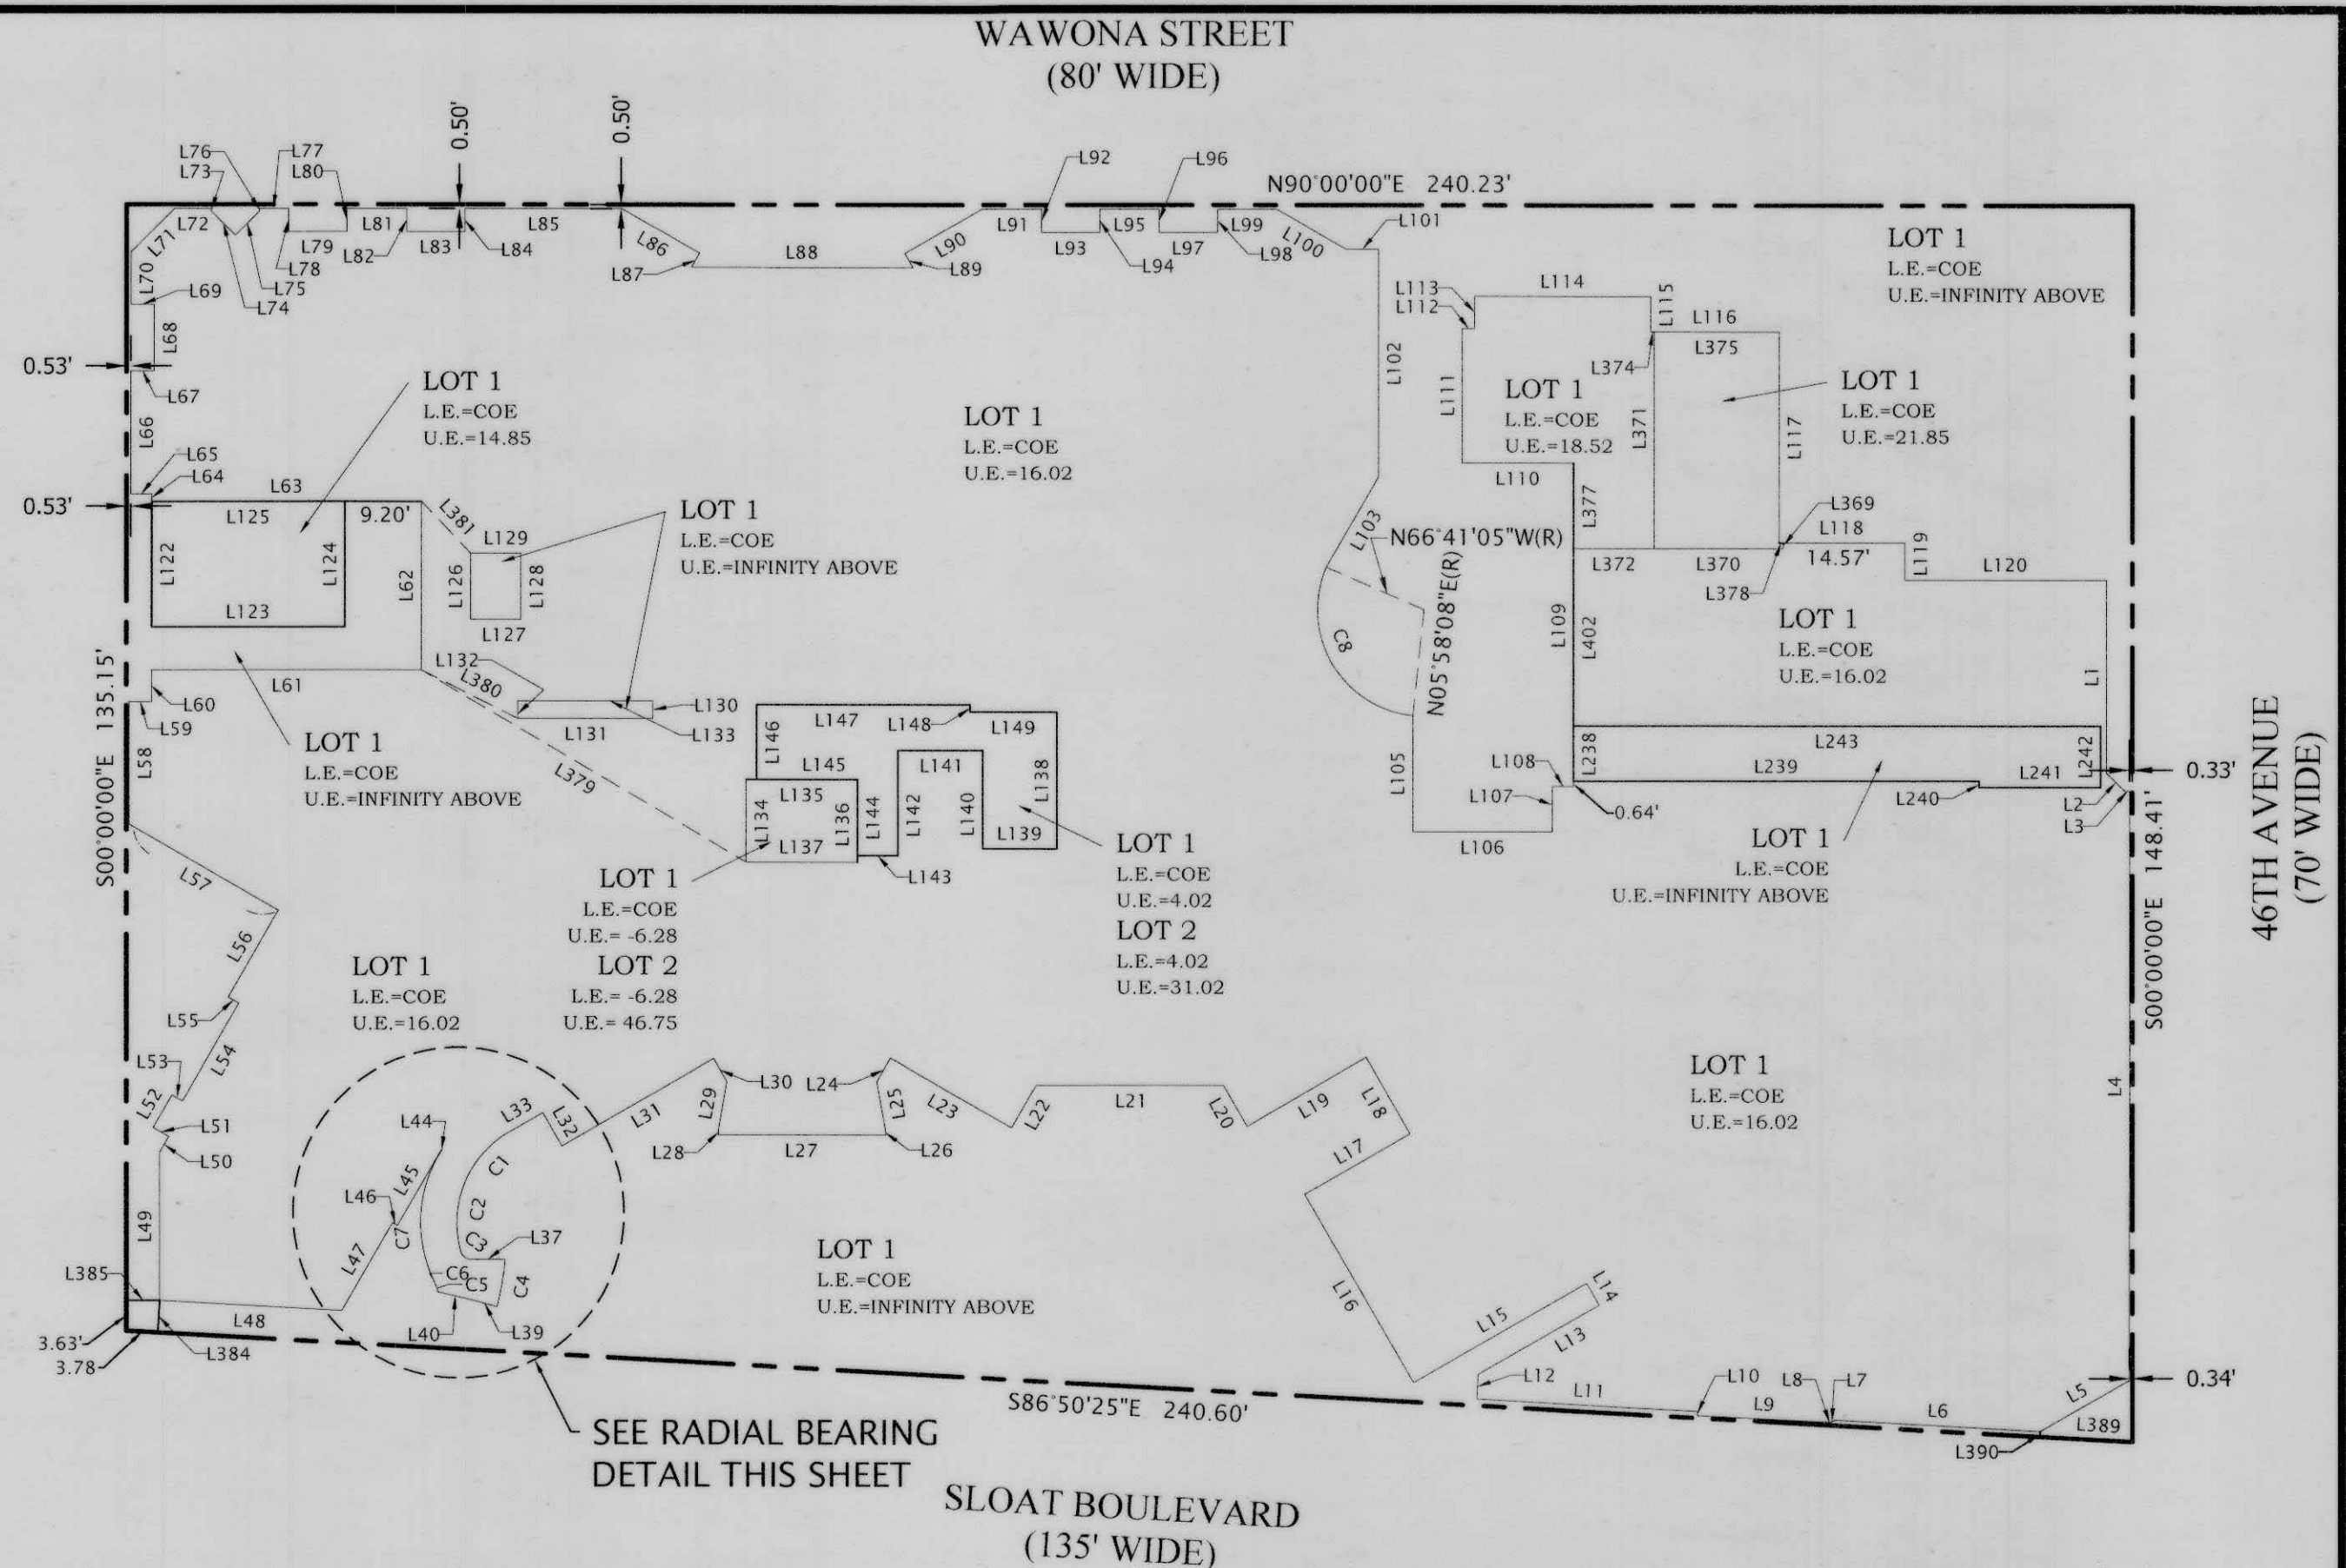 WAWONA STREET
(80' WIDE)
0.50'
0.50'
L76
L77
L73
L80
L92
L96
N90°00'00"E 240.23'
L72
L81
L85
L91
L95
L99
L101
L71
L79
L82
L83
L84
L86
L88
L90
L93
L97
L98
L100
L78
L87
L89
L94
L70
L69
L75
L74
LOT 1
L.E.=COE
U.E.=INFINITY ABOVE
L113
L112
L114
L115
L116
L375
L68
L102
L374
0.53'
L67
LOT 1
L.E.=COE
U.E.=14.85
LOT 1
L.E.=COE
U.E.=16.02
L111
LOT 1
L.E.=COE
U.E.=18.52
L371
LOT 1
L.E.=COE
U.E.=21.85
L117
L66
L65
L64
L63
L110
0.53'
L125
9.20'
L381
L129
LOT 1
L.E.=COE
U.E.=INFINITY ABOVE
L103
N66°41'05"W(R)
L377
L369
L118
14.57'
L119
L122
L124
L62
L126
L128
L372
L370
L378
L120
L123
L127
C8
N05°58'08"E(R)
L109
L402
LOT 1
L.E.=COE
U.E.=16.02
L1
L132
L380
S00°00'00"E 135.15'
L61
L60
L59
L130
L131
L133
L147
L148
L149
L58
LOT 1
L.E.=COE
U.E.=INFINITY ABOVE
L379
L146
L145
L141
L138
L105
L108
L238
L243
L239
L241
L242
0.33'
46TH AVENUE
(70' WIDE)
L134
L135
L136
L144
L142
L140
L107
0.64'
L240
L2
L3
L137
L139
L106
L143
L57
LOT 1
L.E.=COE
U.E.= -6.28
LOT 2
L.E.= -6.28
U.E.= 46.75
LOT 1
L.E.=COE
U.E.=4.02
LOT 2
L.E.=4.02
U.E.=31.02
LOT 1
L.E.=COE
U.E.=INFINITY ABOVE
S00°00'00"E 148.41'
L56
LOT 1
L.E.=COE
U.E.=16.02
L55
L53
L54
L52
L51
L50
L44
L33
L32
L31
L29
L30
L24
L25
L23
L22
L21
L20
L19
L18
LOT 1
L.E.=COE
U.E.=16.02
L4
L28
L27
L26
L17
L45
C1
L46
C2
L49
C7
C3
L37
L47
C6
C5
C4
LOT 1
L.E.=COE
U.E.=INFINITY ABOVE
L16
L14
L385
L15
L13
L48
L40
L39
3.63'
3.78
L384
L12
L11
L10
L8
L7
L9
L6
L5
0.34'
L389
L390
S86°50'25"E 240.60'
SEE RADIAL BEARING
DETAIL THIS SHEET
SLOAT BOULEVARD
(135' WIDE)